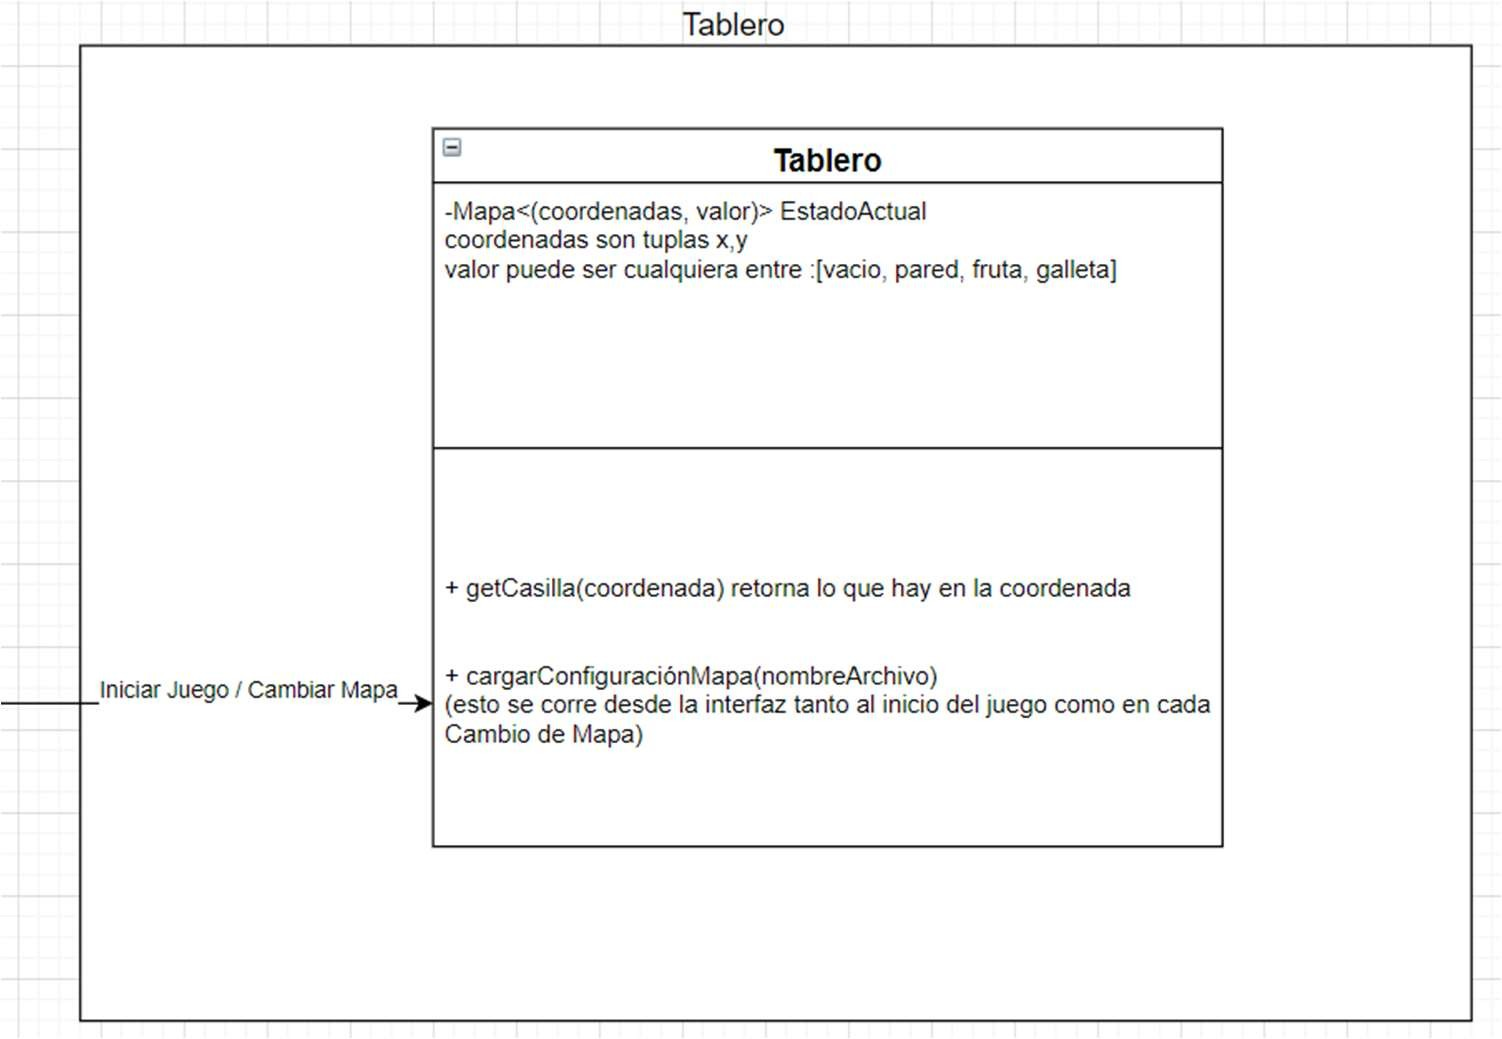 Tablero
Tablero
-Mapa<(coordenadas, valor)> EstadoActual
coordenadas son tuplas x,y
valor puede ser cualquiera entre :[vacio, pared, fruta, galleta]
+ getCasilla(coordenada) retorna lo que hay en la coordenada
Iniciar Juego / Cambiar Mapa
+ cargarConfiguraciónMapa(nombreArchivo)
(esto se corre desde la interfaz tanto al inicio del juego como en cada
Cambio de Mapa)